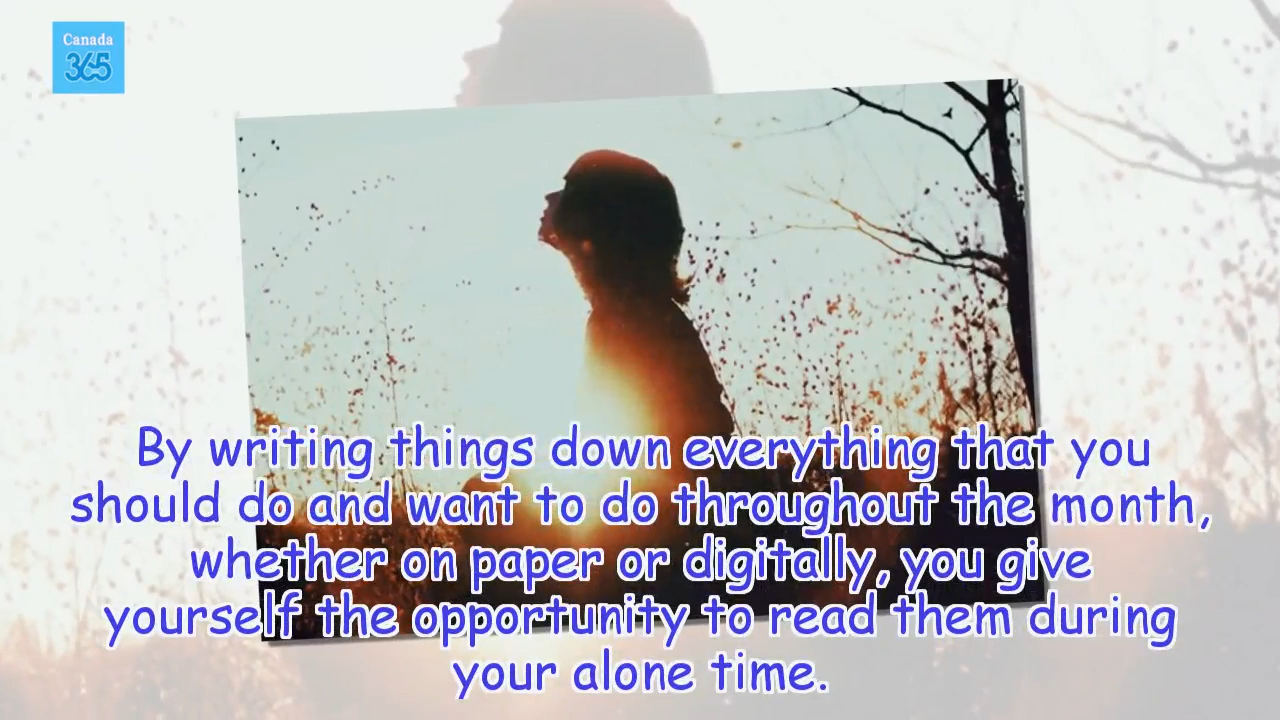 Canada
365
By writing things down everything that you
should do and want to do throughout the month,
whether on paper or digitally, you give
yourself the opportunity to read them during
your alone time.